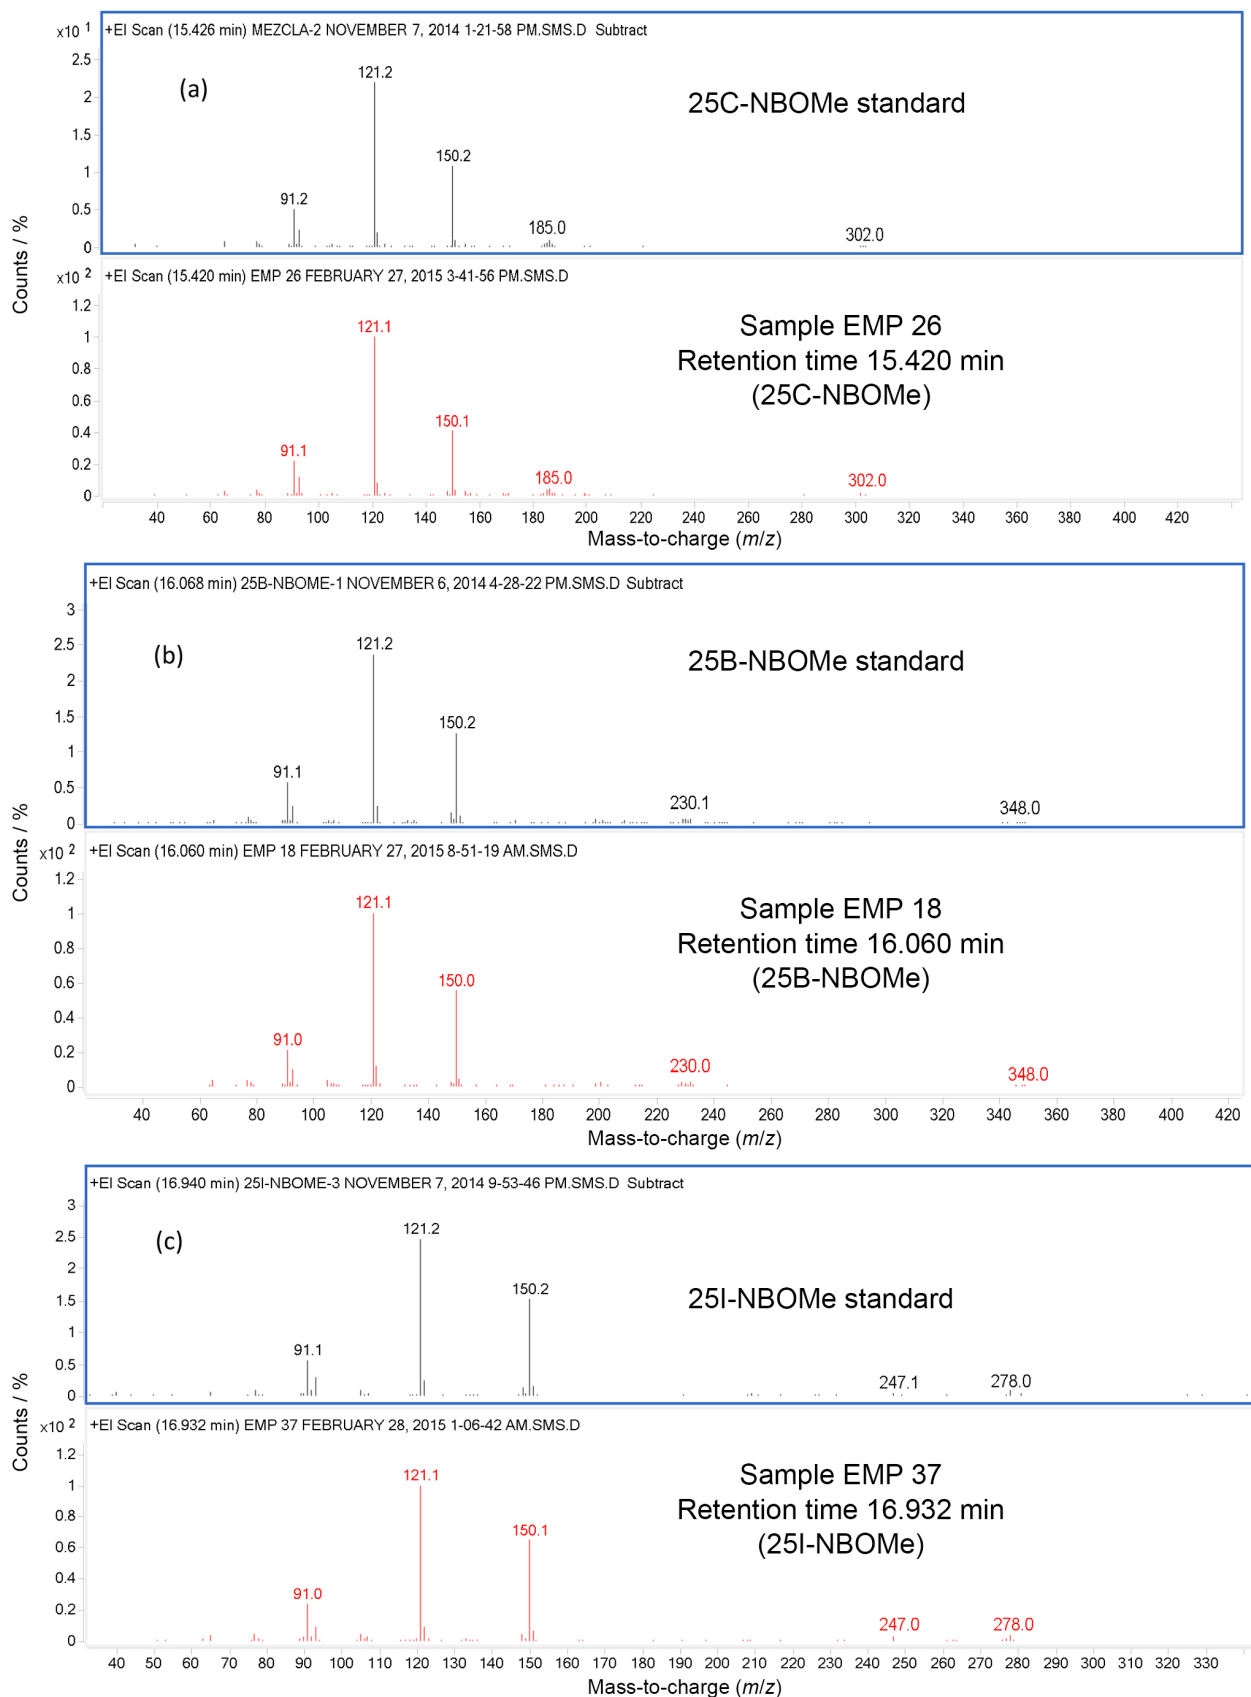 +EI Scan (15.426 min) MEZCLA-2 NOVEMBER 7, 2014 1-21-58 PM.SMS.D Subtract
x10 1
2.5
2
1.5
1
0.5
0
(a)
25C-NBOMe standard
91.2
121.2
150.2
185.0
302.0
Counts / %
+EI Scan (15.420 min) EMP 26 FEBRUARY 27, 2015 3-41-56 PM.SMS.D
x10 2
1.2
1
0.8
0.6
0.4
0.2
0
Sample EMP 26
Retention time 15.420 min
(25C-NBOMe)
91.1
121.1
150.1
185.0
302.0
40 60 80 100 120 140 160 180 200 220 240 260 280 300 320 340 360 380 400 420
Mass-to-charge (m/z)
+EI Scan (16.068 min) 25B-NBOME-1 NOVEMBER 6, 2014 4-28-22 PM.SMS.D Subtract
3
2.5
2
1.5
1
0.5
0
(b)
25B-NBOMe standard
91.1
121.2
150.2
230.1
348.0
Counts / %
+EI Scan (16.060 min) EMP 18 FEBRUARY 27, 2015 8-51-19 AM.SMS.D
x10 2
1.2
1
0.8
0.6
0.4
0.2
0
Sample EMP 18
Retention time 16.060 min
(25B-NBOMe)
91.0
121.1
150.0
230.0
348.0
40 60 80 100 120 140 160 180 200 220 240 260 280 300 320 340 360 380 400 420
Mass-to-charge (m/z)
+EI Scan (16.940 min) 25I-NBOME-3 NOVEMBER 7, 2014 9-53-46 PM.SMS.D Subtract
3
2.5
2
1.5
1
0.5
0
(c)
25I-NBOMe standard
91.1
121.2
150.2
247.1
278.0
Counts / %
+EI Scan (16.932 min) EMP 37 FEBRUARY 28, 2015 1-06-42 AM.SMS.D
x10 2
1.2
1
0.8
0.6
0.4
0.2
0
Sample EMP 37
Retention time 16.932 min
(25I-NBOMe)
91.0
121.1
150.1
247.0
278.0
40 50 60 70 80 90 100 110 120 130 140 150 160 170 180 190 200 210 220 230 240 250 260 270 280 290 300 310 320 330
Mass-to-charge (m/z)